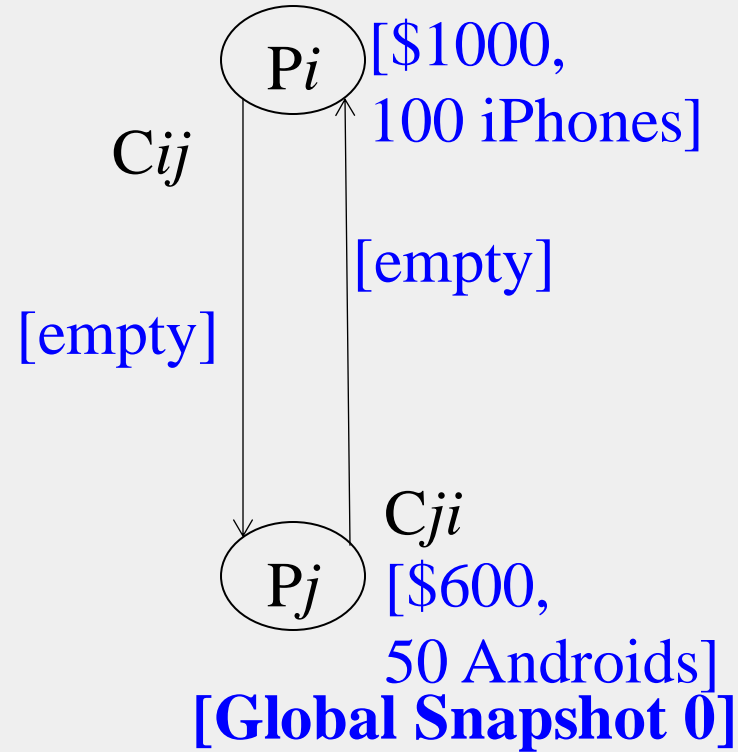 Pi
[$1000,
100 iPhones]
Cij
[empty]
[empty]
Cji
Pj
[$600,
50 Androids]
[Global Snapshot 0]